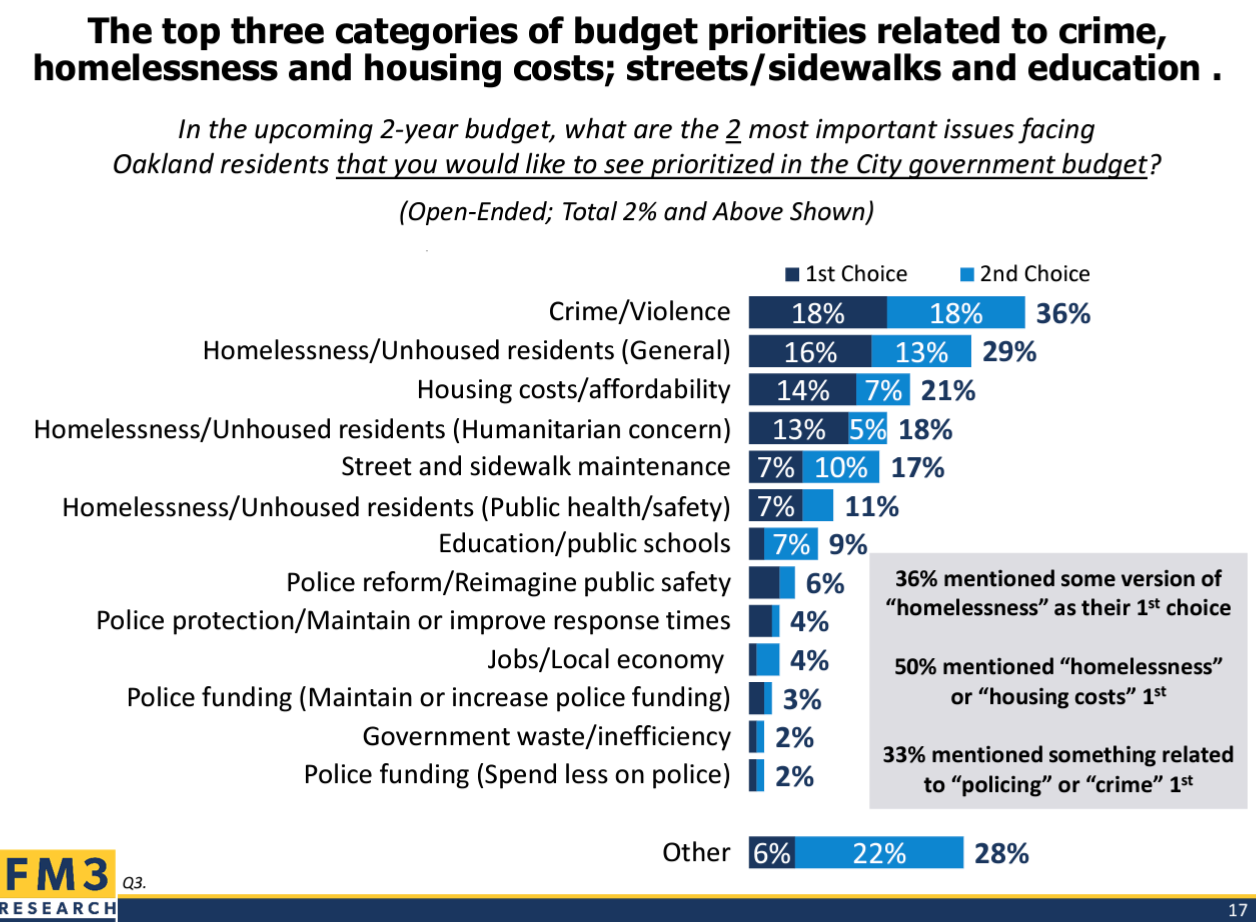 The top three categories of budget priorities related to crime,
homelessness and housing costs; streets/sidewalks and education .
In the upcoming 2-year budget, what are the 2 most important issues facing
Oakland residents that you would like to see prioritized in the City government budget?
(Open-Ended; Total 2% and Above Shown)
1st Choice 2nd Choice
Crime/Violence 18% 18% 36%
Homelessness/Unhoused residents (General) 16% 13% 29%
Housing costs/affordability 14% 7% 21%
Homelessness/Unhoused residents (Humanitarian concern) 13% 5% 18%
Street and sidewalk maintenance 7% 10% 17%
Homelessness/Unhoused residents (Public health/safety) 7% 11%
Education/public schools 7% 9%
Police reform/Reimagine public safety 6%
Police protection/Maintain or improve response times 4%
Jobs/Local economy 4%
Police funding (Maintain or increase police funding) 3%
Government waste/inefficiency 2%
Police funding (Spend less on police) 2%
36% mentioned some version of
“homelessness” as their 1st choice
50% mentioned “homelessness”
or “housing costs” 1st
33% mentioned something related
to “policing” or “crime” 1st
Other 6% 22% 28%
FM3
RESEARCH
Q3.
17